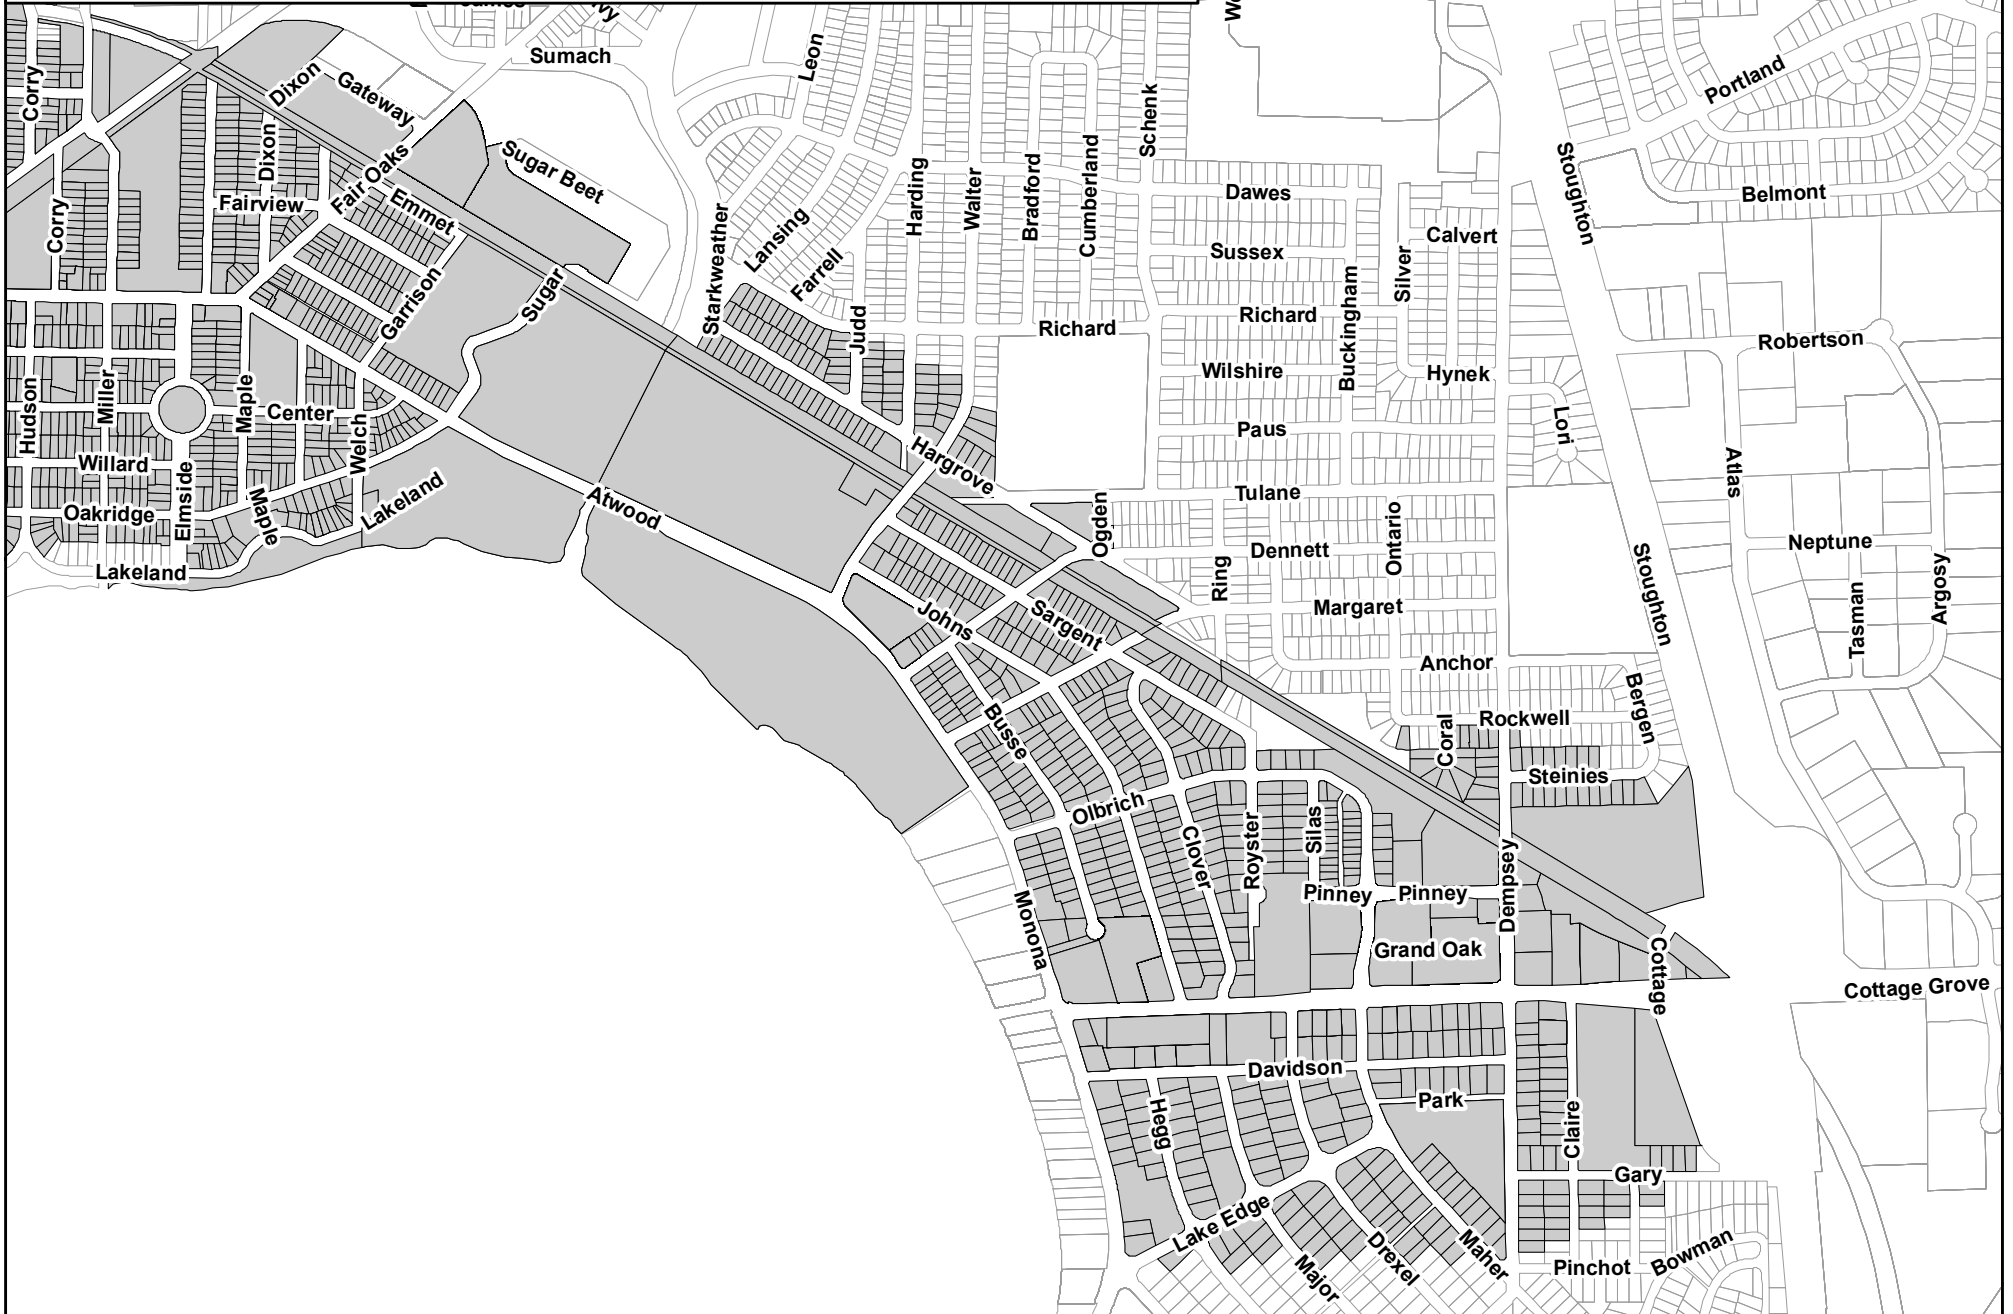 Sumach
Leon
Corry
Dixon
Gateway
Portland
Schenk
Dixon
Fair Oaks
Sugar Beet
Stoughton
Harding
Walter
Bradford
Cumberland
Dawes
Belmont
Fairview
Emmet
Corry
Starkweather
Lansing
Farrell
Sussex
Calvert
Silver
Garrison
Sugar
Judd
Richard
Richard
Buckingham
Robertson
Wilshire
Hynek
Hudson
Miller
Maple
Center
Welch
Paus
Lori
Willard
Elmside
Hargrove
Atlas
Oakridge
Maple
Lakeland
Atwood
Tulane
Ogden
Ontario
Lakeland
Dennett
Ring
Stoughton
Neptune
Argosy
Tasman
Johns
Sargent
Margaret
Anchor
Bergen
Busse
Rockwell
Coral
Steinies
Olbrich
Clover
Royster
Silas
Dempsey
Pinney
Pinney
Monona
Grand Oak
Cottage
Cottage Grove
Davidson
Hegg
Park
Claire
Gary
Lake Edge
Major
Drexel
Maher
Pinchot
Bowman